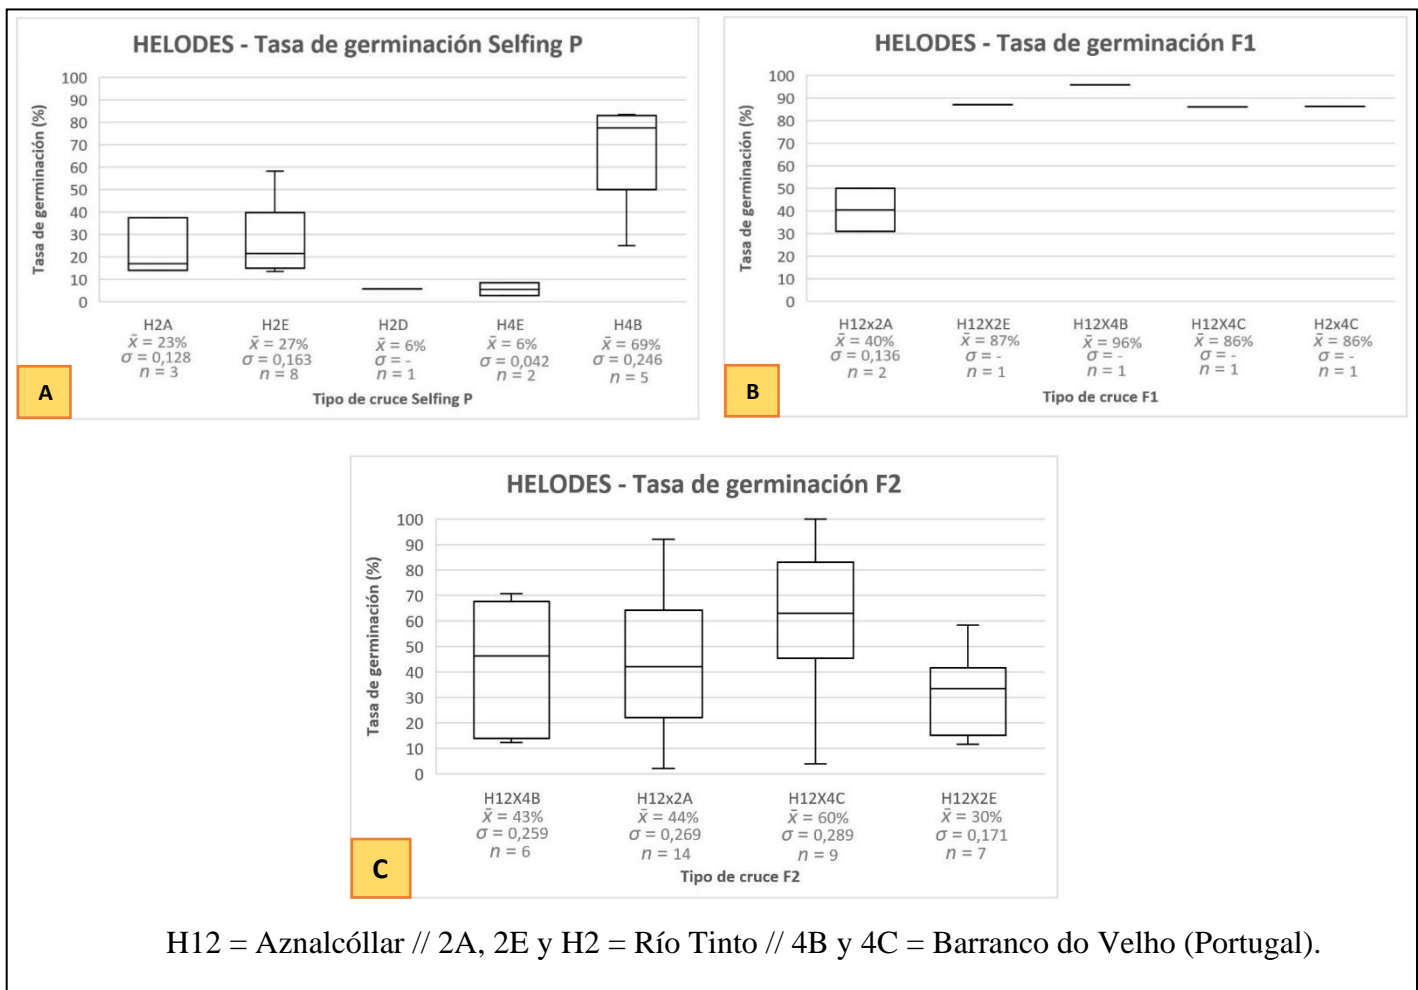 HELODES - Tasa de germinación Selfing P
Tasa de germinación (%)
100
90
80
70
60
50
40
30
20
10
0
H2A H2E H2D H4E H4B
x̄ = 23% x̄ = 27% x̄ = 6% x̄ = 6% x̄ = 69%
σ = 0,128 σ = 0,163 σ = - σ = 0,042 σ = 0,246
n = 3 n = 8 n = 1 n = 2 n = 5
Tipo de cruce Selfing P
A
HELODES - Tasa de germinación F1
Tasa de germinación (%)
100
90
80
70
60
50
40
30
20
10
0
H12x2A H12X2E H12X4B H12X4C H2x4C
x̄ = 40% x̄ = 87% x̄ = 96% x̄ = 86% x̄ = 86%
σ = 0,136 σ = - σ = - σ = - σ = -
n = 2 n = 1 n = 1 n = 1 n = 1
Tipo de cruce F1
B
HELODES - Tasa de germinación F2
Tasa de germinación (%)
100
90
80
70
60
50
40
30
20
10
0
H12X4B H12x2A H12X4C H12X2E
x̄ = 43% x̄ = 44% x̄ = 60% x̄ = 30%
σ = 0,259 σ = 0,269 σ = 0,289 σ = 0,171
n = 6 n = 14 n = 9 n = 7
Tipo de cruce F2
C
H12 = Aznalcóllar // 2A, 2E y H2 = Río Tinto // 4B y 4C = Barranco do Velho (Portugal).